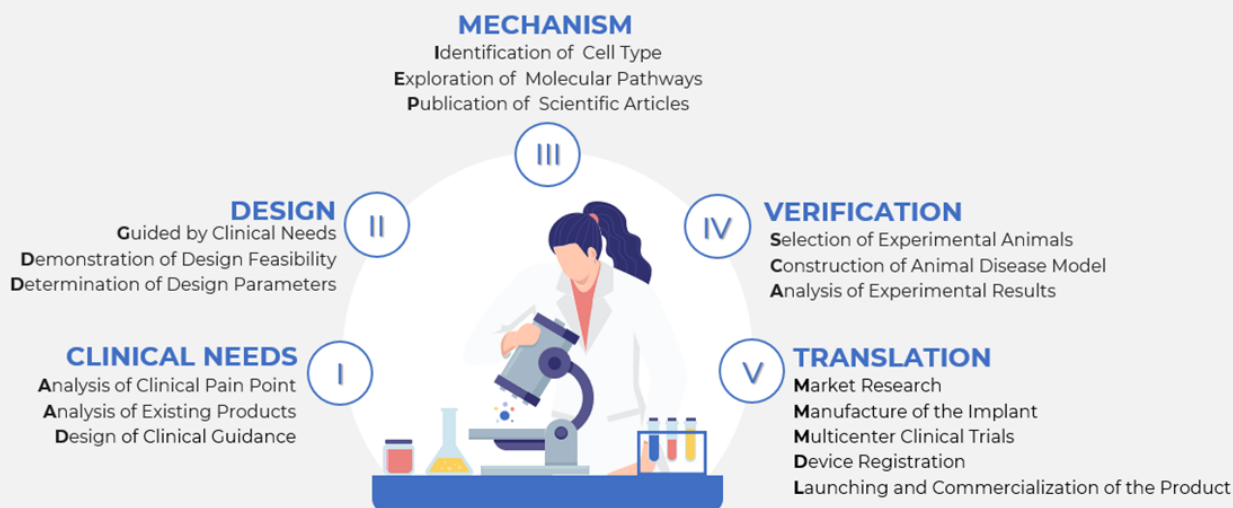 MECHANISM
Identification of Cell Type
Exploration of Molecular Pathways
Publication of Scientific Articles
III
DESIGN
Guided by Clinical Needs
Demonstration of Design Feasibility
Determination of Design Parameters
II
IV
VERIFICATION
Selection of Experimental Animals
Construction of Animal Disease Model
Analysis of Experimental Results
CLINICAL NEEDS
Analysis of Clinical Pain Point
Analysis of Existing Products
Design of Clinical Guidance
I
V
TRANSLATION
Market Research
Manufacture of the Implant
Multicenter Clinical Trials
Device Registration
Launching and Commercialization of the Product